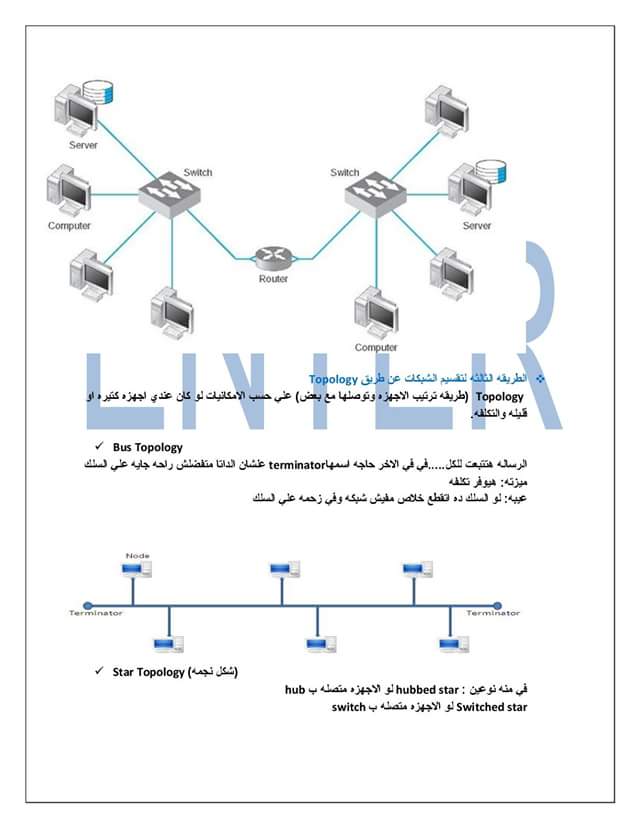 Server
Switch
Switch
Computer
Server
Router
Computer
❖ الطريقه الثالثه لتقسيم الشبكات عن طريق Topology
Topology (طريقه ترتيب الاجهزه وتوصلها مع بعض) علي حسب الامكانيات لو كان عندي اجهزه كتيره او
قليله والتكلفه.
✓ Bus Topology
الرساله هتتبعت للكل.....في في الاخر حاجه اسمهاterminator علشان الداتا متفضلش راحه جايه علي السلك
ميزته: هيوفر تكلفه
عيبه: لو السلك ده اتقطع خلاص مفيش شبكه وفي زحمه علي السلك
Node
Terminator
Terminator
✓ Star Topology (شكل نجمه)
في منه نوعين : hubbed star لو الاجهزه متصله ب hub
Switched star لو الاجهزه متصله ب switch